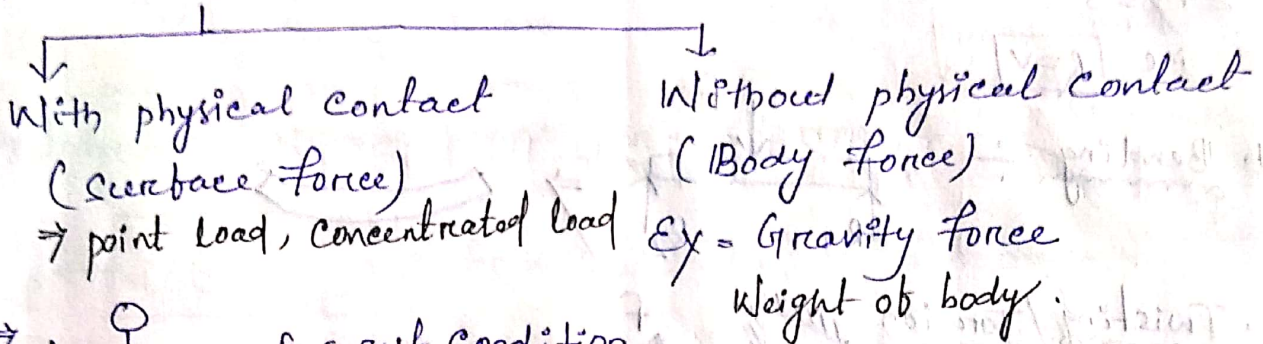 With physical contact
Without physical contact
(Surface force)
(Body force)
⇒ point load, concentrated load
Ex = Gravity force
Weight of body.
condition